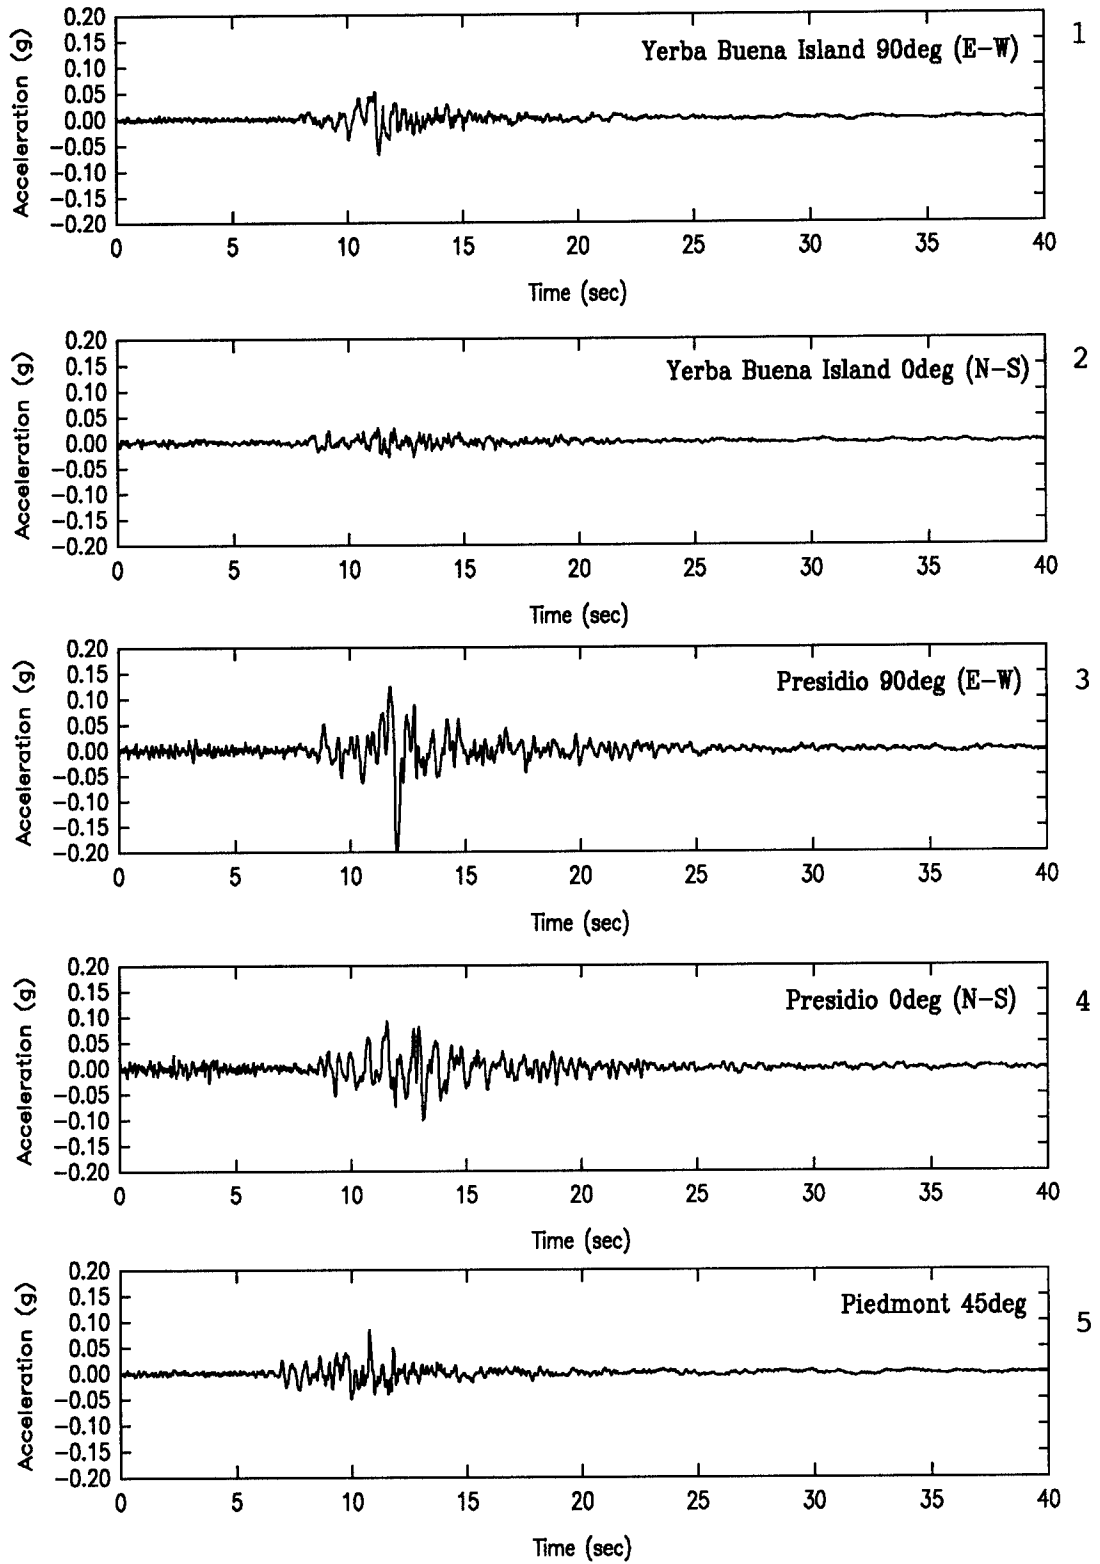 0.20
0.15
0.10
0.05
0.00
−0.05
−0.10
−0.15
−0.20
Acceleration (g)
Yerba Buena Island 90deg (E−W)
1
0 5 10 15 20 25 30 35 40
Time (sec)
0.20
0.15
0.10
0.05
0.00
−0.05
−0.10
−0.15
−0.20
Acceleration (g)
Yerba Buena Island 0deg (N−S)
2
0 5 10 15 20 25 30 35 40
Time (sec)
0.20
0.15
0.10
0.05
0.00
−0.05
−0.10
−0.15
−0.20
Acceleration (g)
Presidio 90deg (E−W)
3
0 5 10 15 20 25 30 35 40
Time (sec)
0.20
0.15
0.10
0.05
0.00
−0.05
−0.10
−0.15
−0.20
Acceleration (g)
Presidio 0deg (N−S)
4
0 5 10 15 20 25 30 35 40
Time (sec)
0.20
0.15
0.10
0.05
0.00
−0.05
−0.10
−0.15
−0.20
Acceleration (g)
Piedmont 45deg
5
0 5 10 15 20 25 30 35 40
Time (sec)